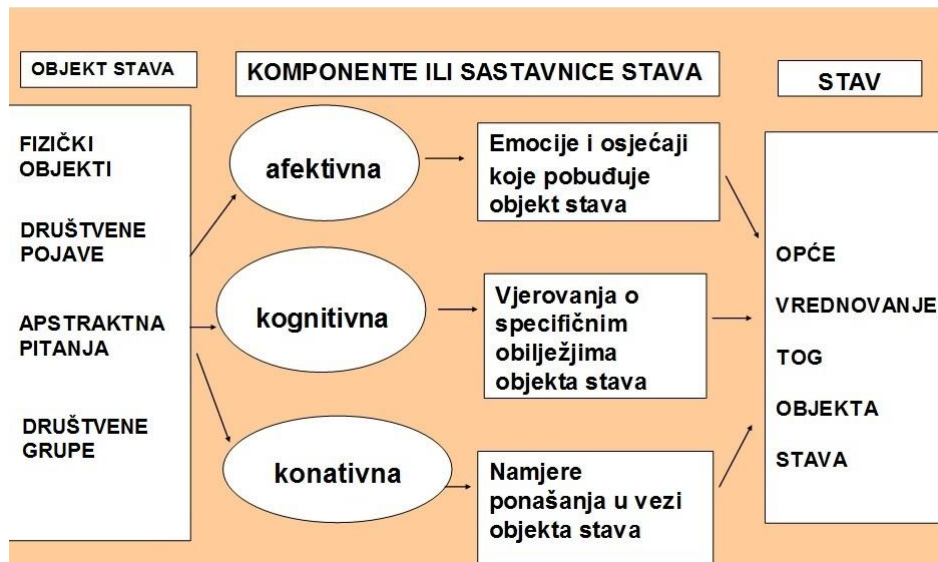 OBJEKT STAVA
KOMPONENTE ILI SASTAVNICE STAVA
STAV
FIZIČKI
OBJEKTI
DRUŠTVENE
POJAVE
APSTRAKTNA
PITANJA
DRUŠTVENE
GRUPE
afektivna
Emocije i osjećaji
koje pobuđuje
objekt stava
kognitivna
Vjerovanja o
specifičnim
obilježjima
objekta stava
konativna
Namjere
ponašanja u vezi
objekta stava
OPĆE
VREDNOVANJE
TOG
OBJEKTA
STAVA